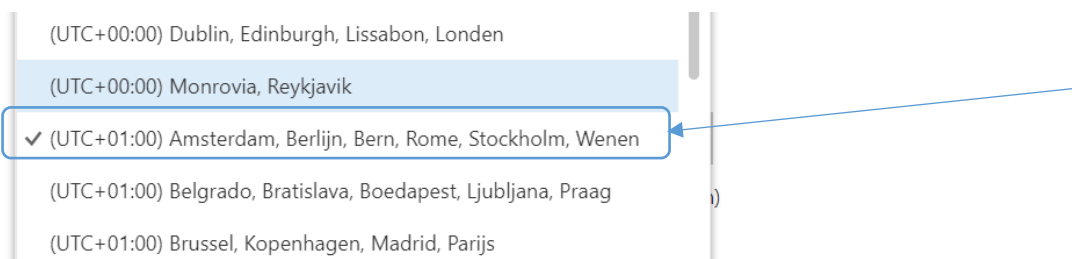 (UTC+00:00) Dublin, Edinburgh, Lissabon, Londen
(UTC+00:00) Monrovia, Reykjavik
(UTC+01:00) Amsterdam, Berlijn, Bern, Rome, Stockholm, Wenen
(UTC+01:00) Belgrado, Bratislava, Boedapest, Ljubljana, Praag
(UTC+01:00) Brussel, Kopenhagen, Madrid, Parijs